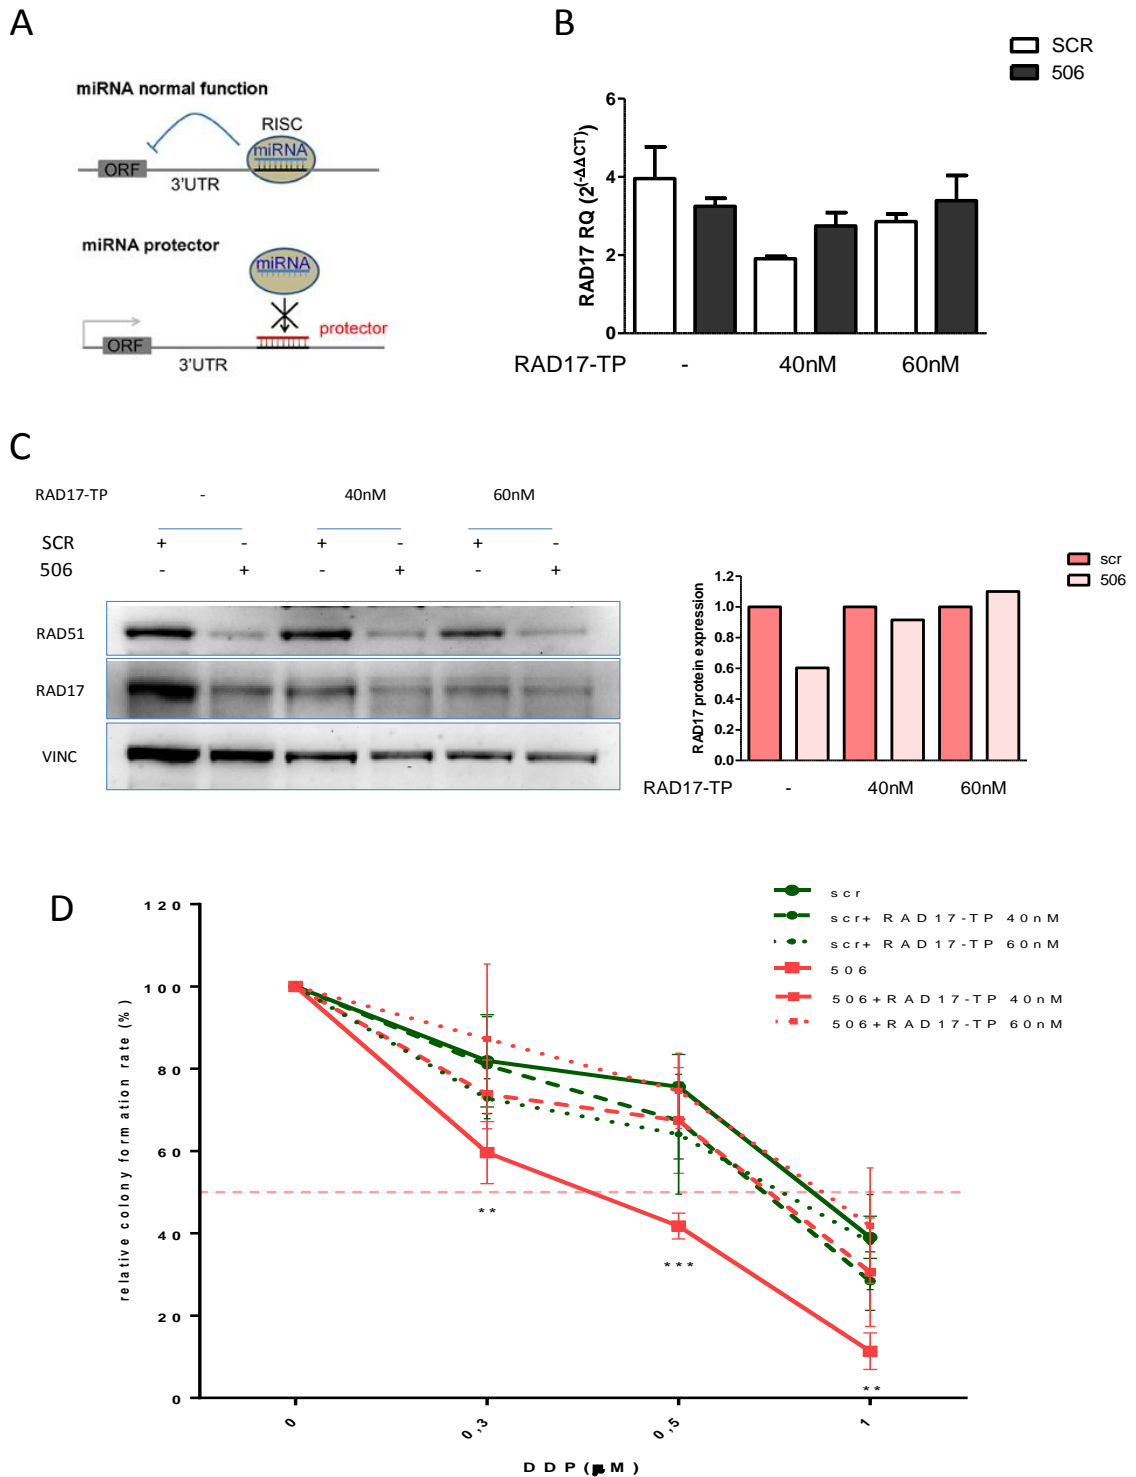 A
miRNA normal function
RISC
miRNA
ORF
3'UTR
miRNA protector
miRNA
protector
ORF
3'UTR
B
SCR
506
RAD17 RQ (2(-ΔΔCT))
6
4
2
0
RAD17-TP - 40nM 60nM
C
RAD17-TP - 40nM 60nM
SCR + - + - + -
506 - + - + - +
RAD51
RAD17
VINC
scr
506
RAD17 protein expression
1.2
1.0
0.8
0.6
0.4
0.2
0.0
RAD17-TP - 40nM 60nM
D
scr
scr+ RAD17-TP 40nM
scr+ RAD17-TP 60nM
506
506+RAD17-TP 40nM
506+RAD17-TP 60nM
relative colony formation rate (%)
120
100
80
60
40
20
0
**
***
**
0 0,3 0,5 1
DDP(μM)